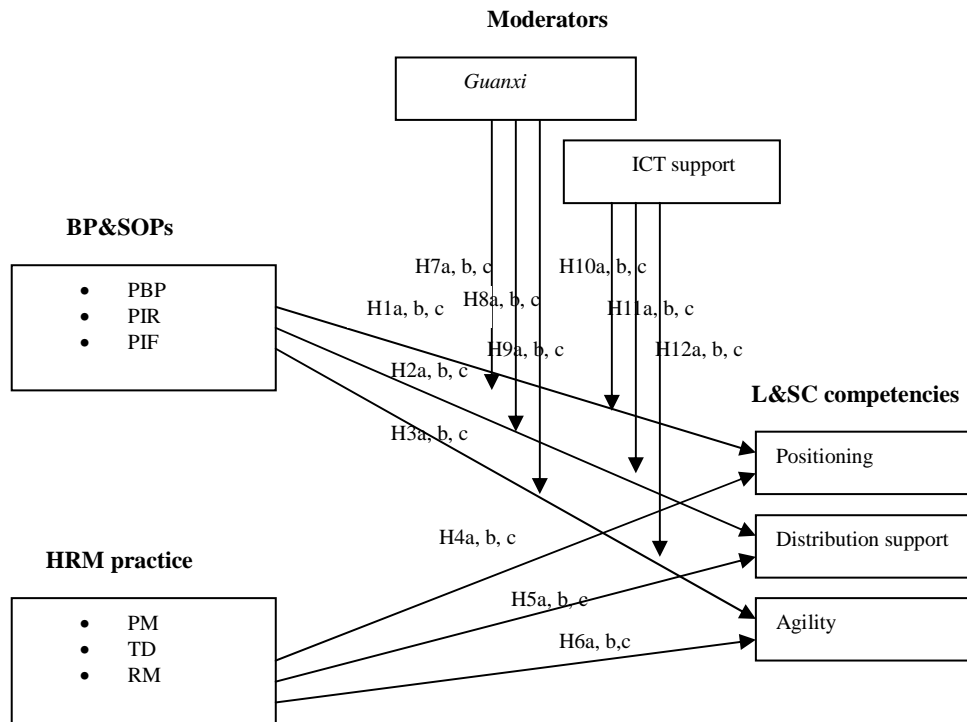 Moderators
Guanxi
ICT support
BP&SOPs
• PBP
• PIR
• PIF
H7a, b, c
H10a, b, c
H1a, b, c
H8a, b, c
H11a, b, c
H9a, b, c
H12a, b, c
H2a, b, c
H3a, b, c
L&SC competencies
Positioning
Distribution support
Agility
HRM practice
• PM
• TD
• RM
H4a, b, c
H5a, b, c
H6a, b,c